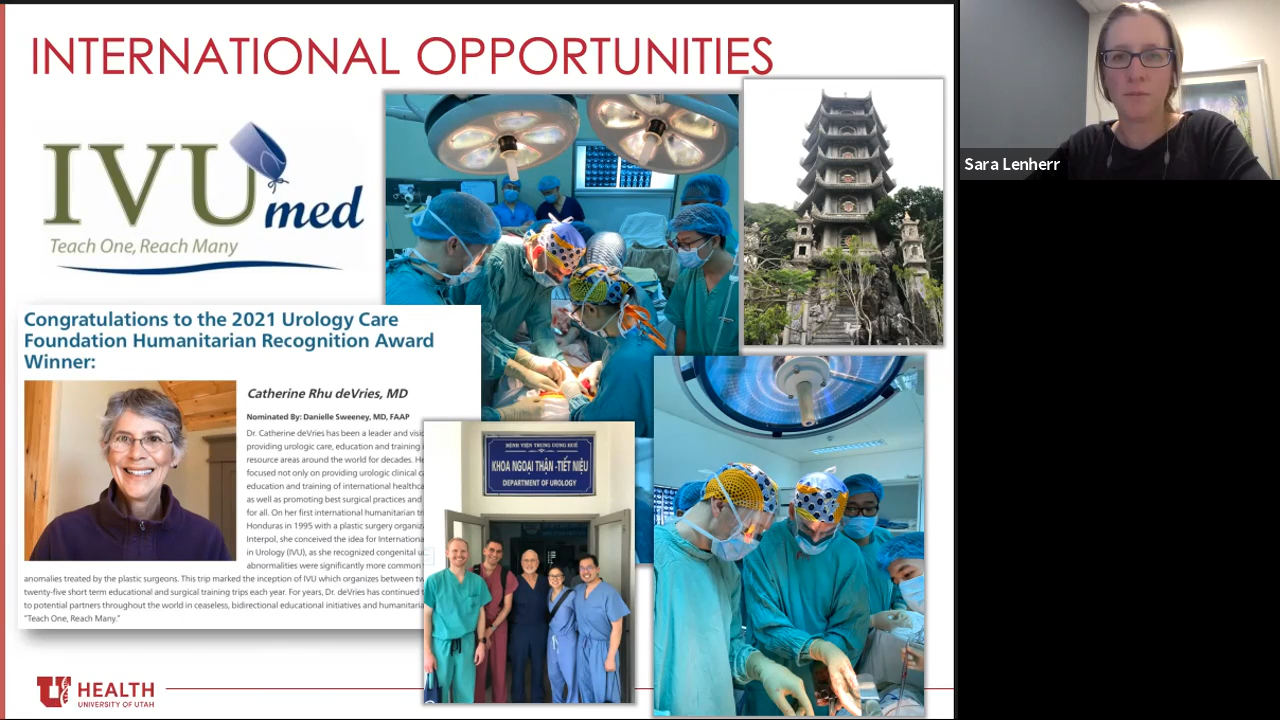 INTERNATIONAL OPPORTUNITIES
IVUmed
Teach One, Reach Many
Congratulations to the 2021 Urology Care
Foundation Humanitarian Recognition Award
Winner:
Catherine Rhu deVries, MD
Nominated By: Danielle Sweeney, MD, FAAP
Dr. Catherine deVries has been a leader and
providing urologic care, education and training
resource areas around the world for decades.
focused not only on providing urologic clinical
education and training of international
as well as promoting best surgical practices and
for all. On her first international humanitarian
Honduras in 1995 with a plastic surgery
Interpol, she conceived the idea for
in Urology (IVU), as she recognized congenital
abnormalities were significantly more common
anomalies treated by the plastic surgeons. This trip marked the inception of IVU which organizes between
twenty-five short term educational and surgical training trips each year. For years, Dr. deVries has continued
to potential partners throughout the world in ceaseless, bidirectional educational initiatives and
"Teach One, Reach Many."
BỆNH VIỆN TRUNG ƯƠNG HUẾ
KHOA NGOẠI THẬN -TIẾT NIỆU
DEPARTMENT OF UROLOGY
U HEALTH
UNIVERSITY OF UTAH
Sara Lenherr